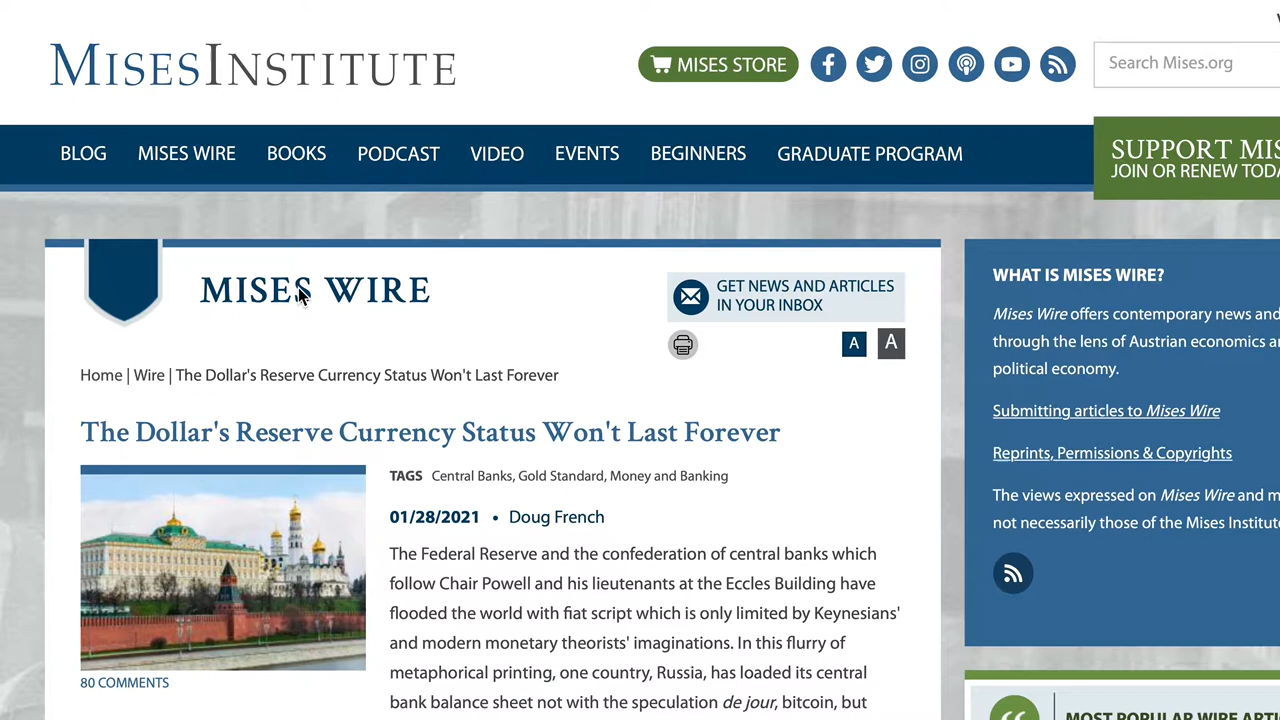 MISESINSTITUTE
MISES STORE
Search Mises.org
BLOG MISES WIRE BOOKS PODCAST VIDEO EVENTS BEGINNERS GRADUATE PROGRAM
SUPPORT
JOIN OR RENEW
MISES WIRE
GET NEWS AND ARTICLES
IN YOUR INBOX
A A
Home | Wire | The Dollar's Reserve Currency Status Won't Last Forever
The Dollar's Reserve Currency Status Won't Last Forever
TAGS Central Banks, Gold Standard, Money and Banking
01/28/2021 • Doug French
The Federal Reserve and the confederation of central banks which
follow Chair Powell and his lieutenants at the Eccles Building have
flooded the world with fiat script which is only limited by Keynesians'
and modern monetary theorists' imaginations. In this flurry of
metaphorical printing, one country, Russia, has loaded its central
bank balance sheet not with the speculation de jour, bitcoin, but
80 COMMENTS
WHAT IS MISES WIRE?
Mises Wire offers contemporary news and
through the lens of Austrian economics
political economy.
Submitting articles to Mises Wire
Reprints, Permissions & Copyrights
The views expressed on Mises Wire and
not necessarily those of the Mises
MOST POPULAR WIRE